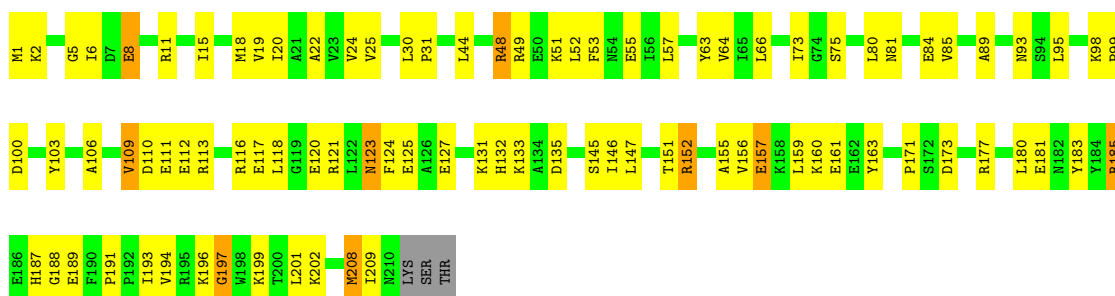 M1 K2 G5 I6 D7 E8 R11 I15 M18 V19 I20 A21 A22 V23 V24 V25 L30 P31 L44 R48 R49 E50 K51 L52 F53 N54 E55 I56 L57 Y63 V64 I65 L66 I73 G74 S75 L80 N81 E84 V85 A89 N93 S94 L95 K98
D100 Y103 A106 V109 D110 E111 E112 R113 R116 E117 L118 G119 E120 R121 L122 N123 F124 E125 A126 E127 K131 H132 K133 A134 D135 S145 I146 L147 T151 R152 A155 V156 E157 K158 L159 K160 E161 E162 Y163 P171 S172 D173 R177 L180 E181 N182 Y183 Y184
E186 H187 G188 E189 F190 P191 P192 I193 V194 R195 K196 G197 W198 K199 T200 L201 K202 M208 I209 N210 LYS SER THR